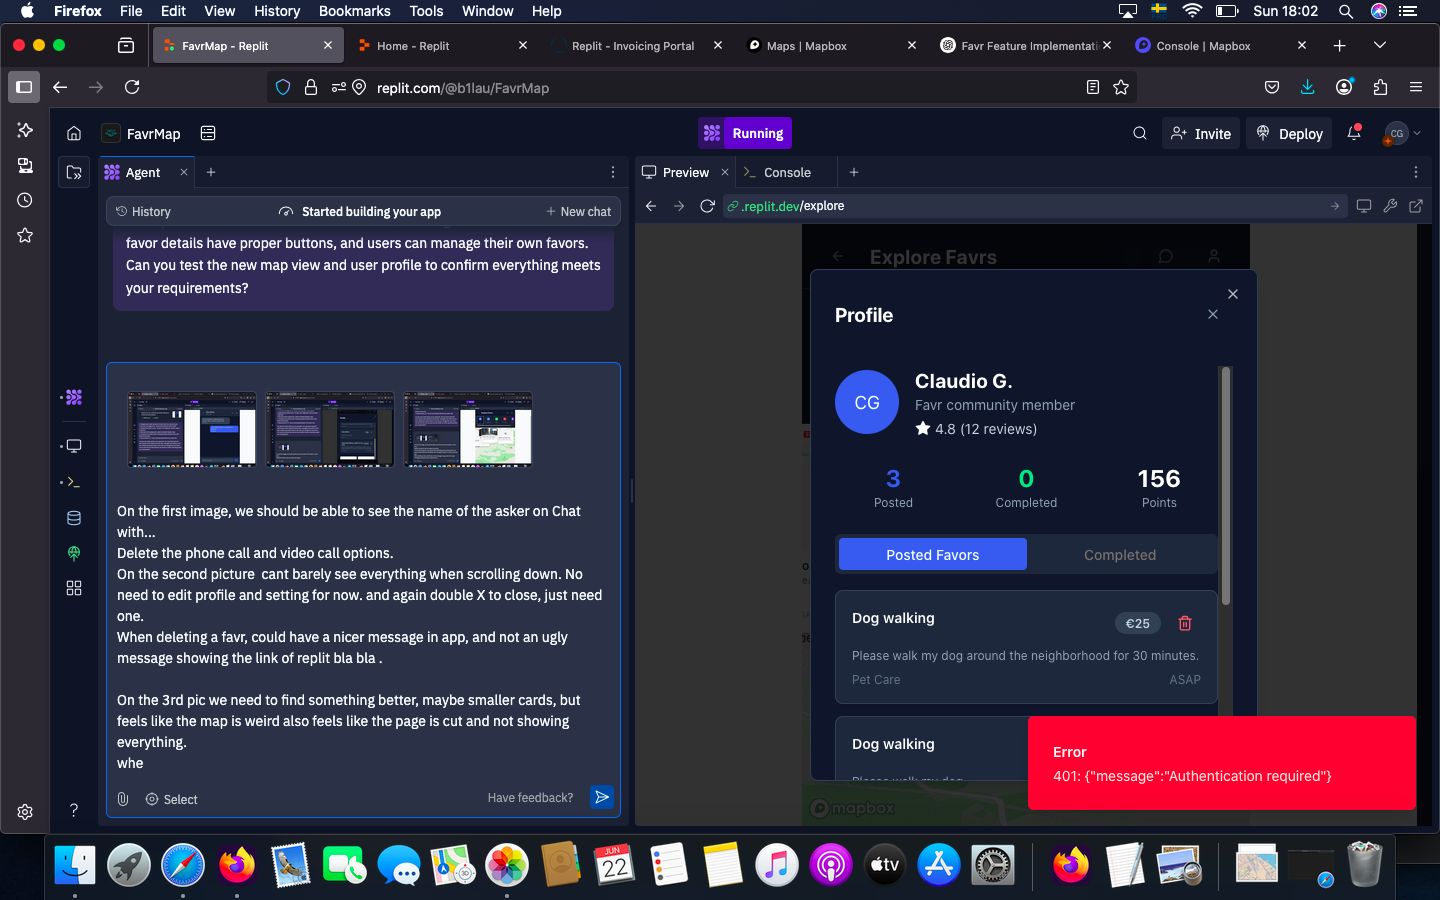 Firefox File Edit View History Bookmarks Tools Window Help Sun 18:02
FavrMap - Replit
Home - Replit
Replit - Invoicing Portal
Maps | Mapbox
Favr Feature Implementati
Console | Mapbox
replit.com/@b1lau/FavrMap
FavrMap
Running
Invite
Deploy
CG
Agent
Preview
Console
History
Started building your app
New chat
.replit.dev/explore
favor details have proper buttons, and users can manage their own favors.
Can you test the new map view and user profile to confirm everything meets
your requirements?
On the first image, we should be able to see the name of the asker on Chat
with...
Delete the phone call and video call options.
On the second picture cant barely see everything when scrolling down. No
need to edit profile and setting for now. and again double X to close, just need
one.
When deleting a favr, could have a nicer message in app, and not an ugly
message showing the link of replit bla bla .
On the 3rd pic we need to find something better, maybe smaller cards, but
feels like the map is weird also feels like the page is cut and not showing
everything.
whe
Select
Have feedback?
?
Explore Favrs
Profile
CG
Claudio G.
Favr community member
4.8 (12 reviews)
3
0
156
Posted
Completed
Points
Posted Favors
Completed
Dog walking
€25
Please walk my dog around the neighborhood for 30 minutes.
Pet Care
ASAP
Dog walking
Error
401: {"message":"Authentication required"}
mapbox
JUN
22
3D
tv